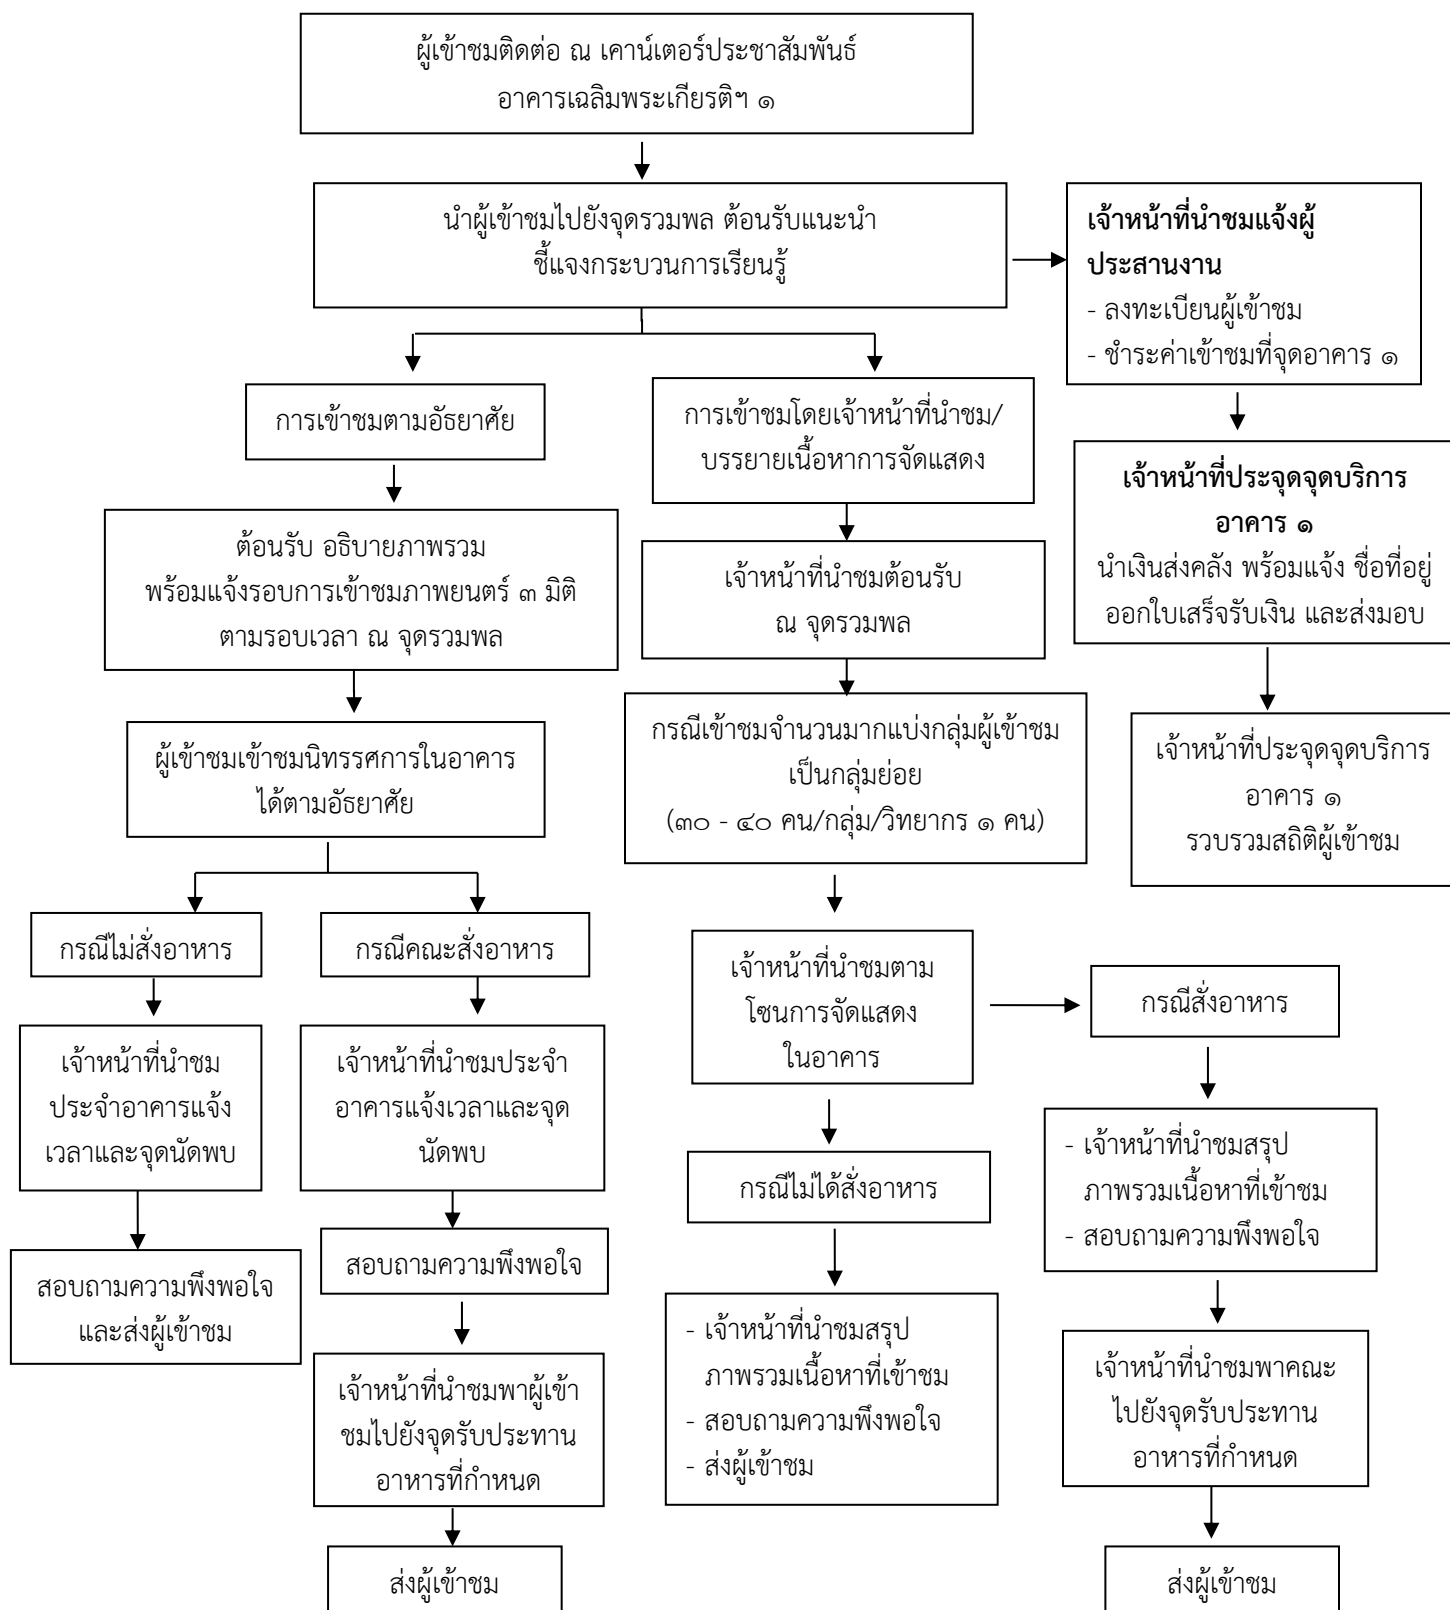 ผู้เข้าชมติดต่อ ณ เคาน์เตอร์ประชาสัมพันธ์
อาคารเฉลิมพระเกียรติฯ ๑
นำผู้เข้าชมไปยังจุดรวมพล ต้อนรับแนะนำ
ชี้แจงกระบวนการเรียนรู้
เจ้าหน้าที่นำชมแจ้งผู้
ประสานงาน
- ลงทะเบียนผู้เข้าชม
- ชำระค่าเข้าชมที่จุดอาคาร ๑
การเข้าชมตามอัธยาศัย
การเข้าชมโดยเจ้าหน้าที่นำชม/
บรรยายเนื้อหาการจัดแสดง
เจ้าหน้าที่ประจุดจุดบริการ
อาคาร ๑
นำเงินส่งคลัง พร้อมแจ้ง ชื่อที่อยู่
ออกใบเสร็จรับเงิน และส่งมอบ
ต้อนรับ อธิบายภาพรวม
พร้อมแจ้งรอบการเข้าชมภาพยนตร์ ๓ มิติ
ตามรอบเวลา ณ จุดรวมพล
เจ้าหน้าที่นำชมต้อนรับ
ณ จุดรวมพล
ผู้เข้าชมเข้าชมนิทรรศการในอาคาร
ได้ตามอัธยาศัย
กรณีเข้าชมจำนวนมากแบ่งกลุ่มผู้เข้าชม
เป็นกลุ่มย่อย
(๓๐ - ๔๐ คน/กลุ่ม/วิทยากร ๑ คน)
เจ้าหน้าที่ประจุดจุดบริการ
อาคาร ๑
รวบรวมสถิติผู้เข้าชม
กรณีไม่สั่งอาหาร
กรณีคณะสั่งอาหาร
เจ้าหน้าที่นำชมตาม
โซนการจัดแสดง
ในอาคาร
กรณีสั่งอาหาร
เจ้าหน้าที่นำชม
ประจำอาคารแจ้ง
เวลาและจุดนัดพบ
เจ้าหน้าที่นำชมประจำ
อาคารแจ้งเวลาและจุด
นัดพบ
กรณีไม่ได้สั่งอาหาร
- เจ้าหน้าที่นำชมสรุป
ภาพรวมเนื้อหาที่เข้าชม
- สอบถามความพึงพอใจ
สอบถามความพึงพอใจ
และส่งผู้เข้าชม
สอบถามความพึงพอใจ
- เจ้าหน้าที่นำชมสรุป
ภาพรวมเนื้อหาที่เข้าชม
- สอบถามความพึงพอใจ
- ส่งผู้เข้าชม
เจ้าหน้าที่นำชมพาผู้เข้า
ชมไปยังจุดรับประทาน
อาหารที่กำหนด
เจ้าหน้าที่นำชมพาคณะ
ไปยังจุดรับประทาน
อาหารที่กำหนด
ส่งผู้เข้าชม
ส่งผู้เข้าชม